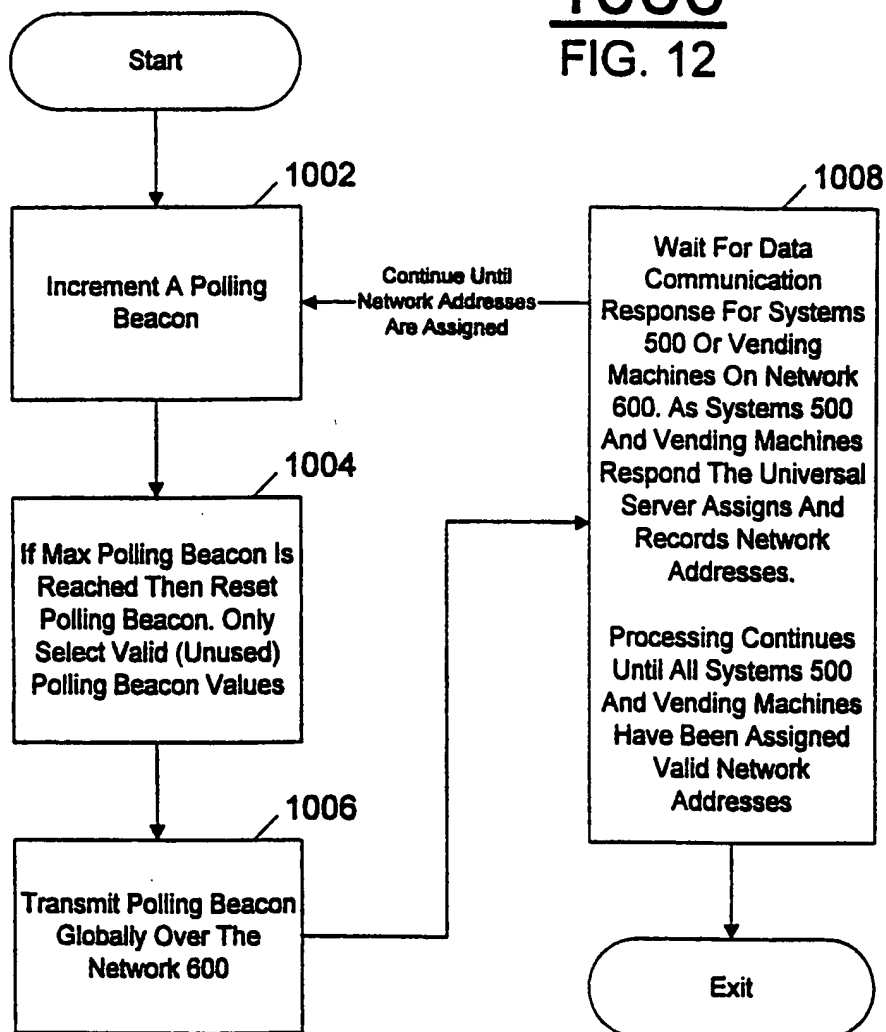 1000
FIG. 12
Start
1002
Increment A Polling
Beacon
Continue Until
Network Addresses
Are Assigned
1004
If Max Polling Beacon Is
Reached Then Reset
Polling Beacon. Only
Select Valid (Unused)
Polling Beacon Values
1006
Transmit Polling Beacon
Globally Over The
Network 600
1008
Wait For Data
Communication
Response For Systems
500 Or Vending
Machines On Network
600. As Systems 500
And Vending Machines
Respond The Universal
Server Assigns And
Records Network
Addresses.
Processing Continues
Until All Systems 500
And Vending Machines
Have Been Assigned
Valid Network
Addresses
Exit